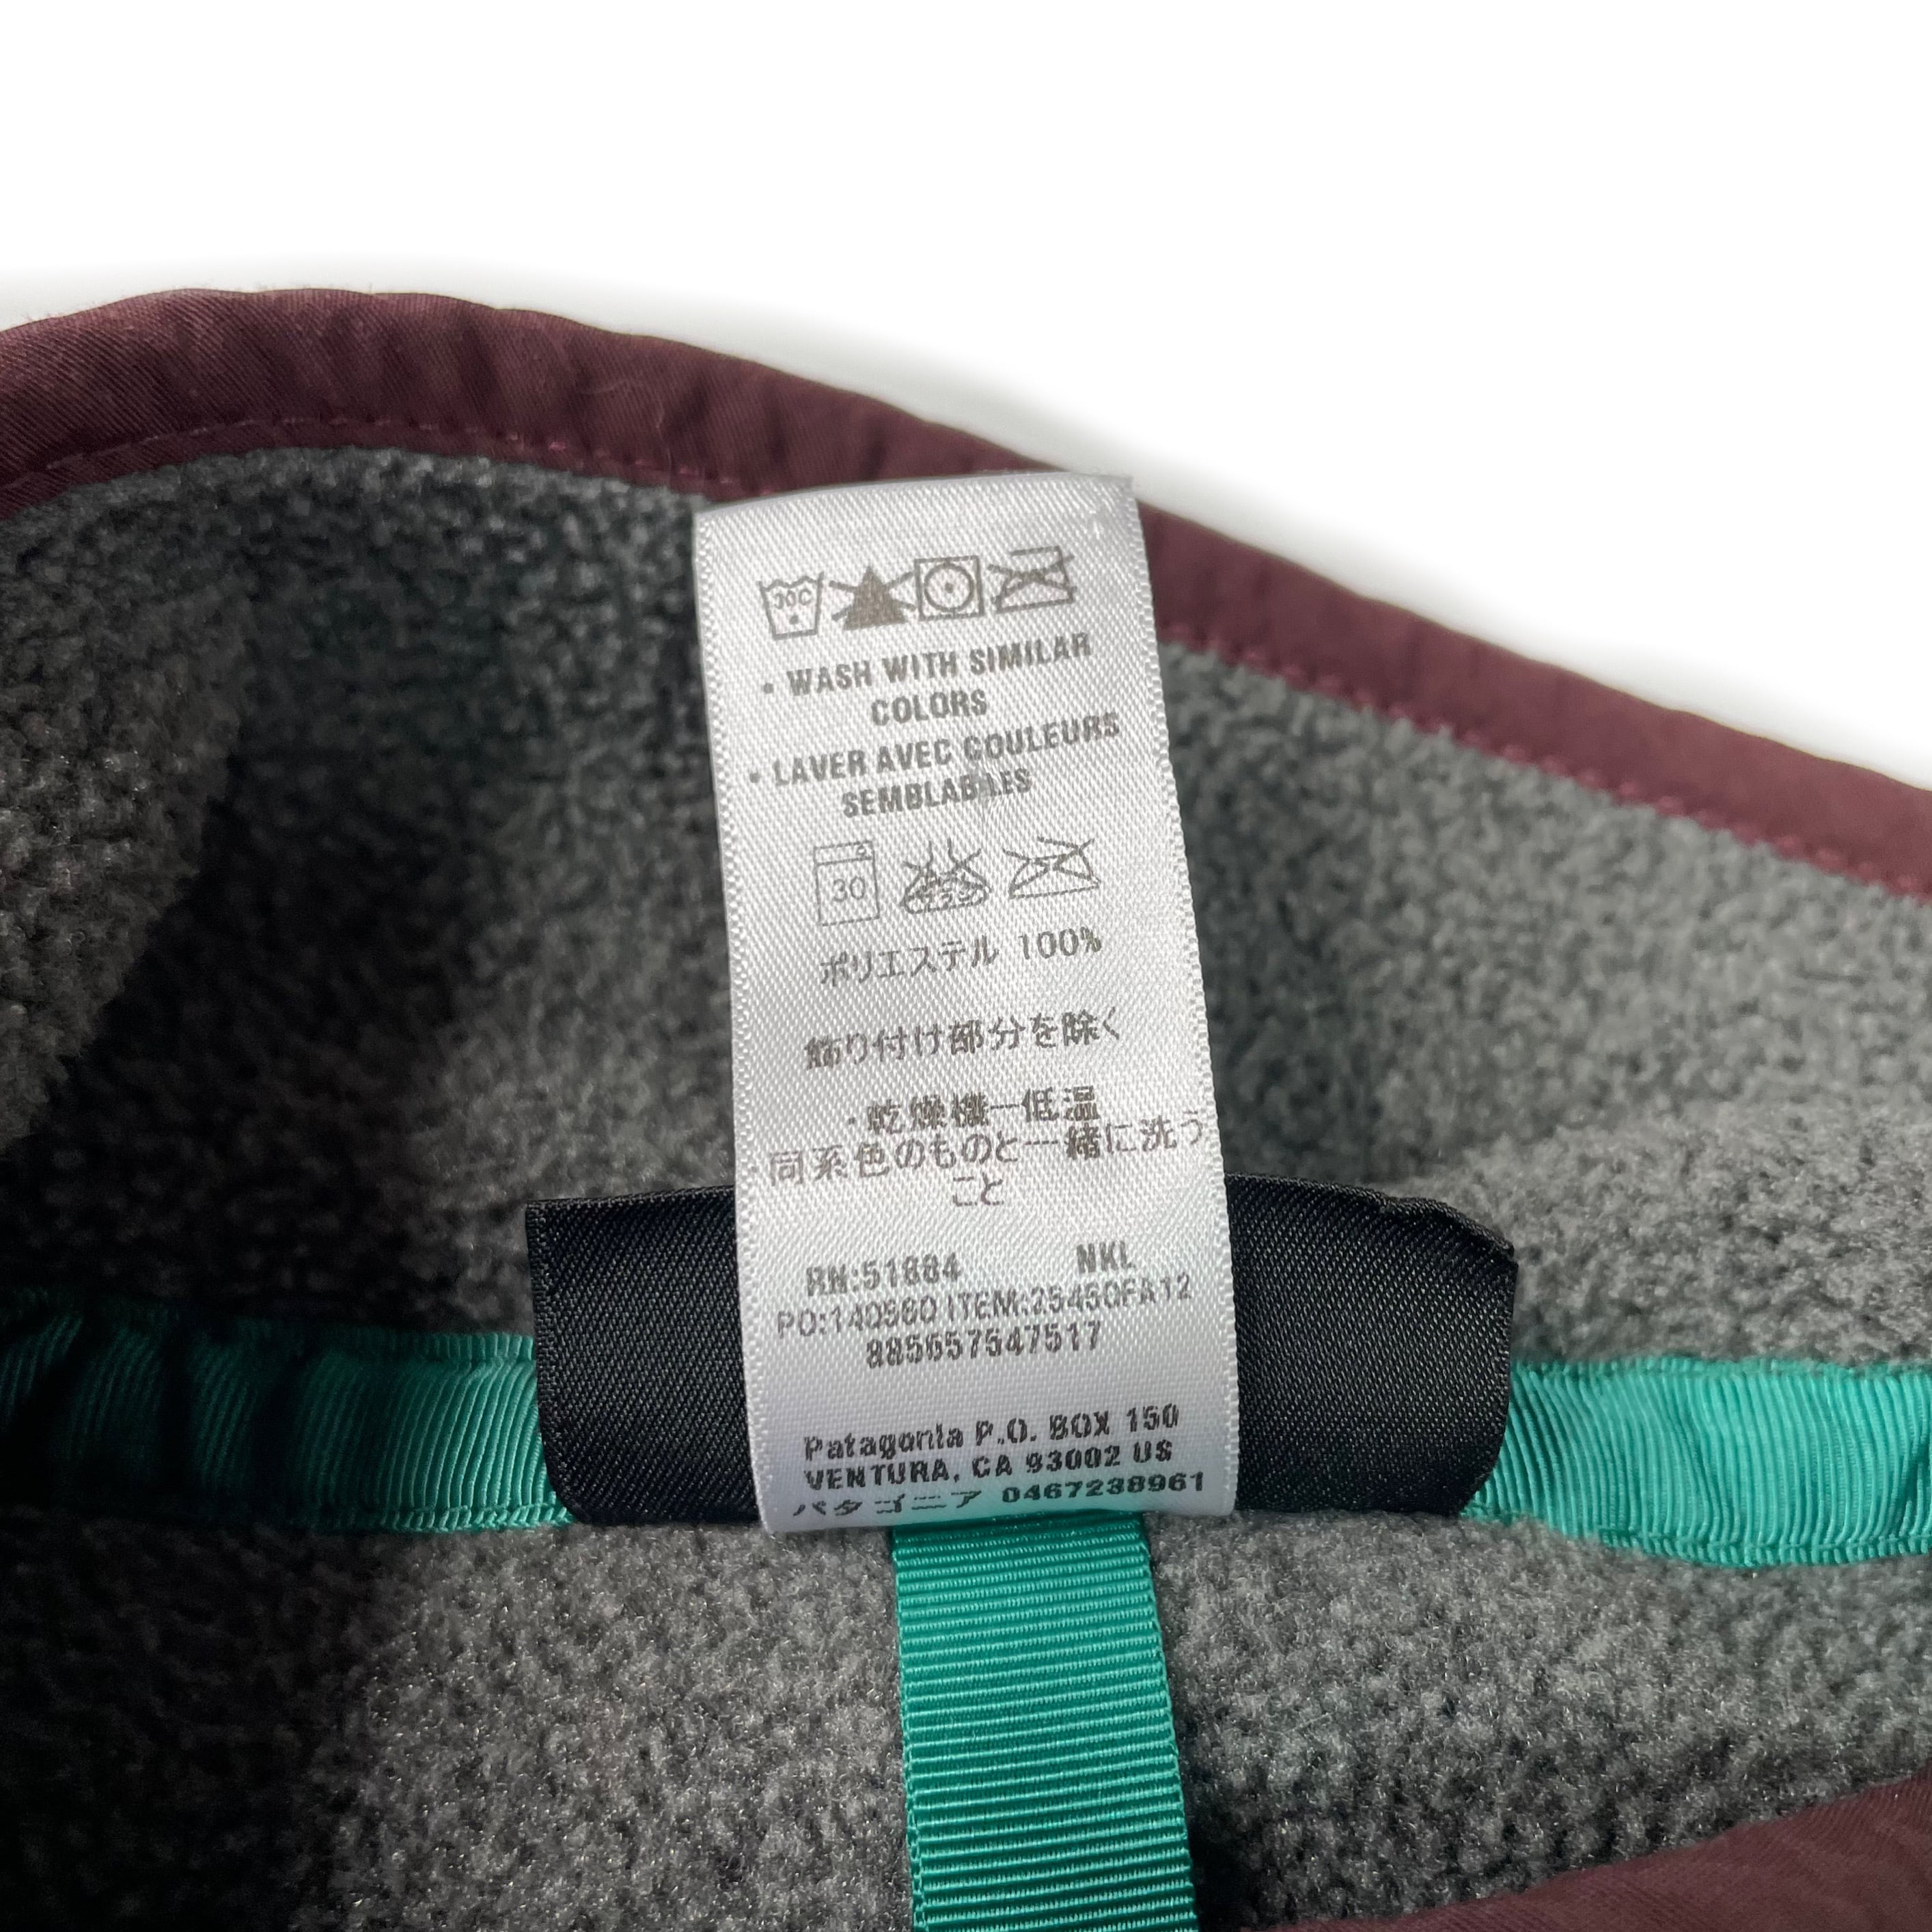 30C
• WASH WITH SIMILAR
COLORS
• LAVER AVEC COULEURS
SEMBLABLES
30
ポリエステル 100%
飾り付け部分を除く
・乾燥機ー低温
同系色のものと一緒に洗う
こと
RN:51884 NKL
PO:140560 ITEM:25450FA12
885657547517
Patagonia P.O. BOX 150
VENTURA, CA 93002 US
パタゴニア 0467238961